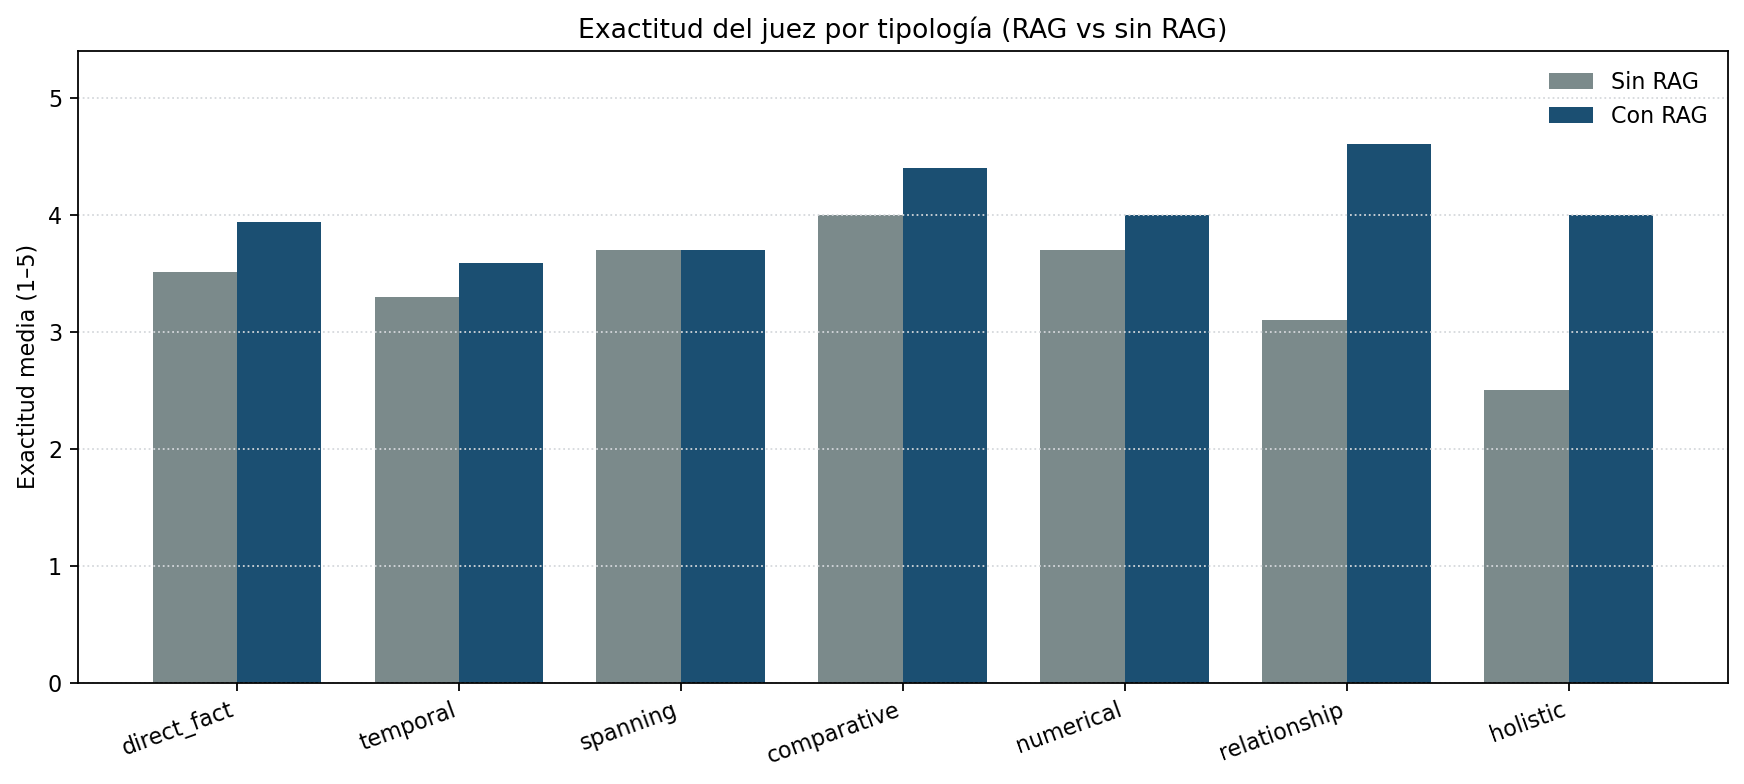 Exactitud del juez por tipología (RAG vs sin RAG)
Sin RAG
Con RAG
Exactitud media (1–5)
5
4
3
2
1
0
direct_fact
temporal
spanning
comparative
numerical
relationship
holistic